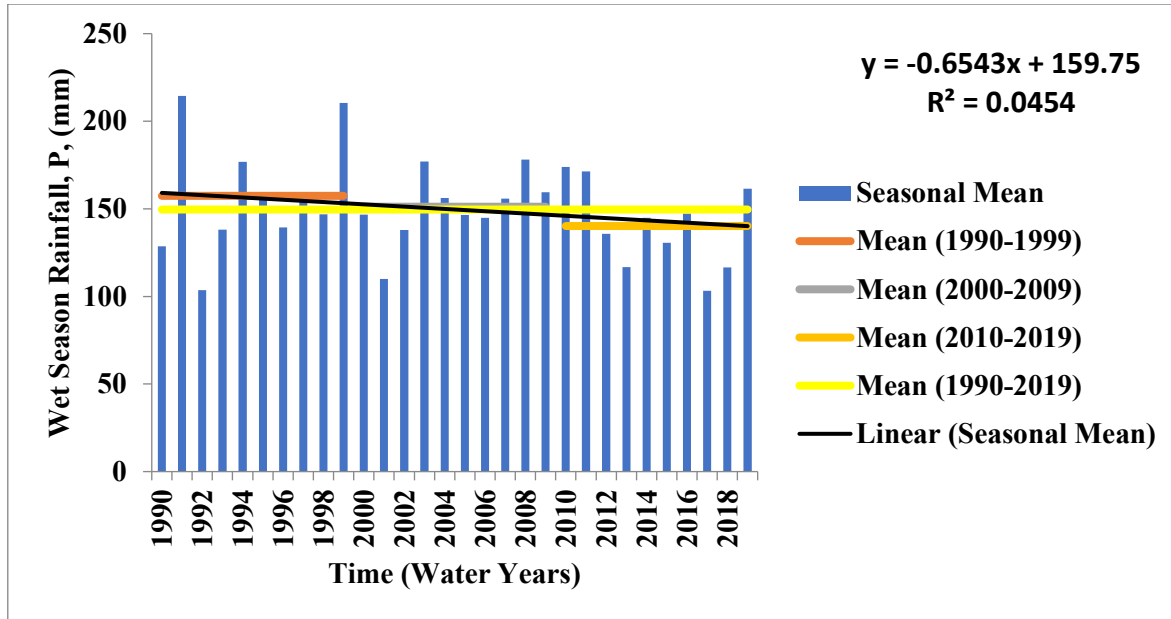 y = -0.6543x + 159.75
R² = 0.0454
Wet Season Rainfall, P, (mm)
250
200
150
100
50
0
1990
1992
1994
1996
1998
2000
2002
2004
2006
2008
2010
2012
2014
2016
2018
Time (Water Years)
Seasonal Mean
Mean (1990-1999)
Mean (2000-2009)
Mean (2010-2019)
Mean (1990-2019)
Linear (Seasonal Mean)